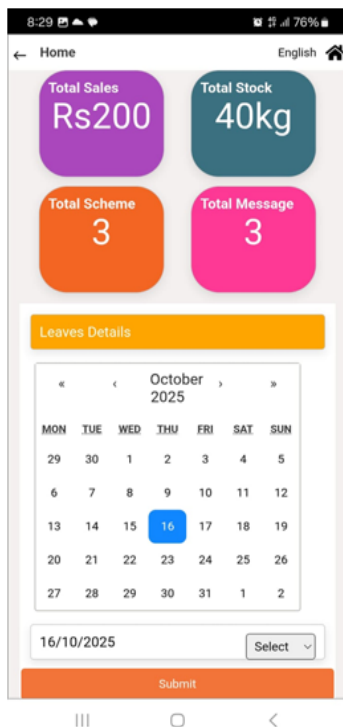 8:29 76%
← Home English
Total Sales
Rs200
Total Stock
40kg
Total Scheme
3
Total Message
3
Leaves Details
« ‹ October 2025 › »
MON TUE WED THU FRI SAT SUN
29 30 1 2 3 4 5
6 7 8 9 10 11 12
13 14 15 16 17 18 19
20 21 22 23 24 25 26
27 28 29 30 31 1 2
16/10/2025 Select
Submit